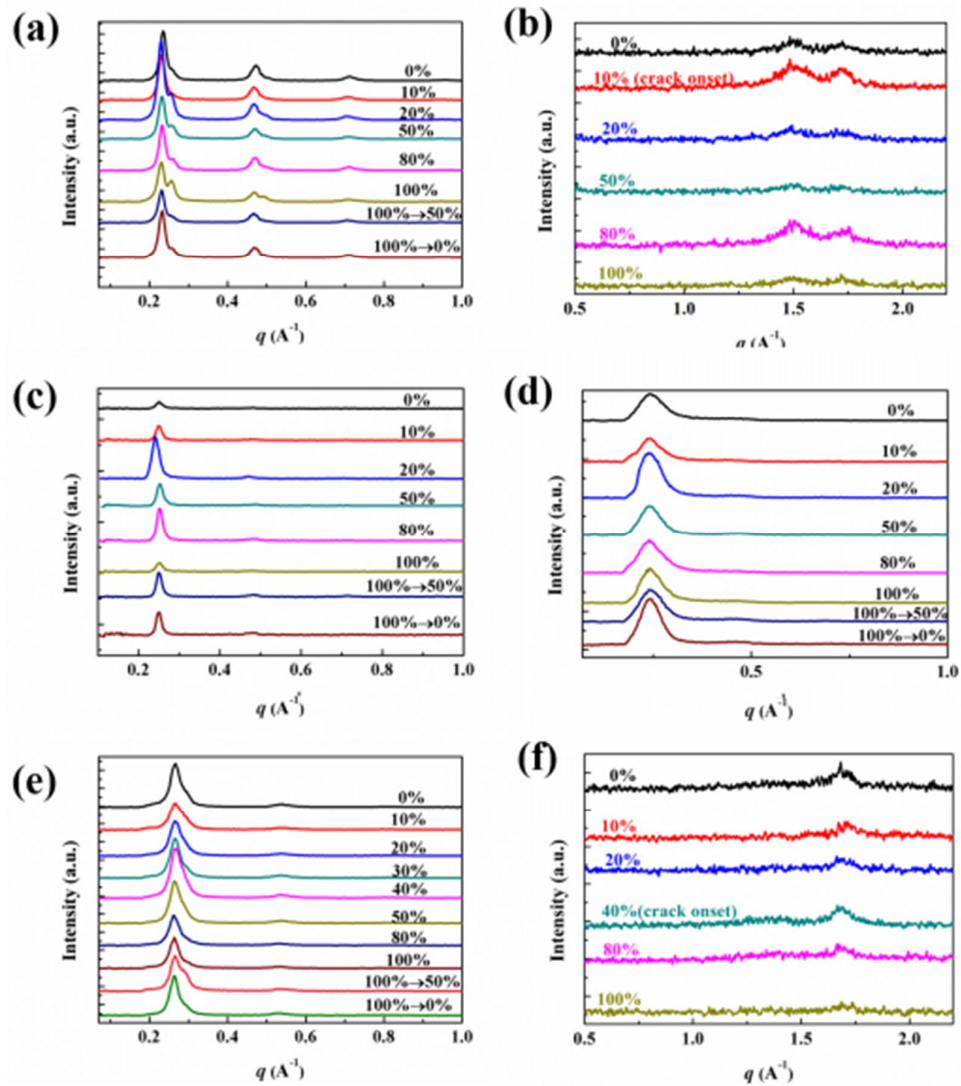 (a)
Intensity (a.u.)
0%
10%
20%
50%
80%
100%
100%→50%
100%→0%
0.2 0.4 0.6 0.8 1.0
q (A⁻¹)
(b)
Intensity (a.u.)
0%
10% (crack onset)
20%
50%
80%
100%
0.5 1.0 1.5 2.0
q (A⁻¹)
(c)
Intensity (a.u.)
0%
10%
20%
50%
80%
100%
100%→50%
100%→0%
0.2 0.4 0.6 0.8 1.0
q (A⁻¹)
(d)
Intensity (a.u.)
0%
10%
20%
50%
80%
100%
100%→50%
100%→0%
0.5 1.0
q (A⁻¹)
(e)
Intensity (a.u.)
0%
10%
20%
30%
40%
50%
80%
100%
100%→50%
100%→0%
0.2 0.4 0.6 0.8 1.0
q (A⁻¹)
(f)
Intensity (a.u.)
0%
10%
20%
40%(crack onset)
80%
100%
0.5 1.0 1.5 2.0
q (A⁻¹)